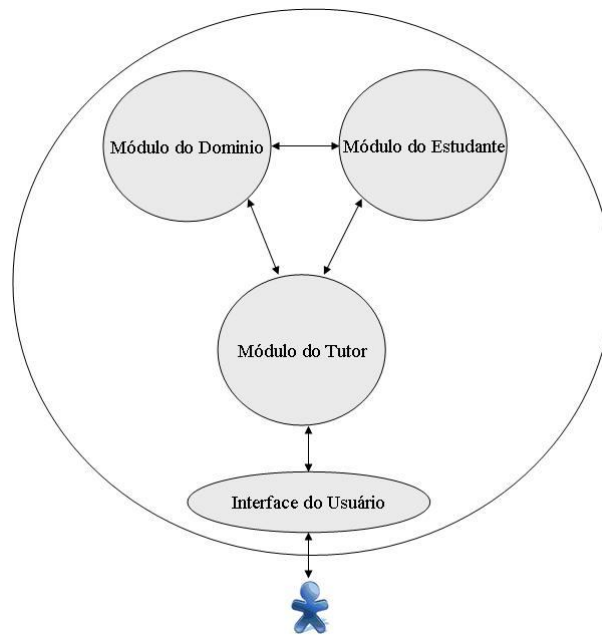 Módulo do Dominio
Módulo do Estudante
Módulo do Tutor
Interface do Usuário